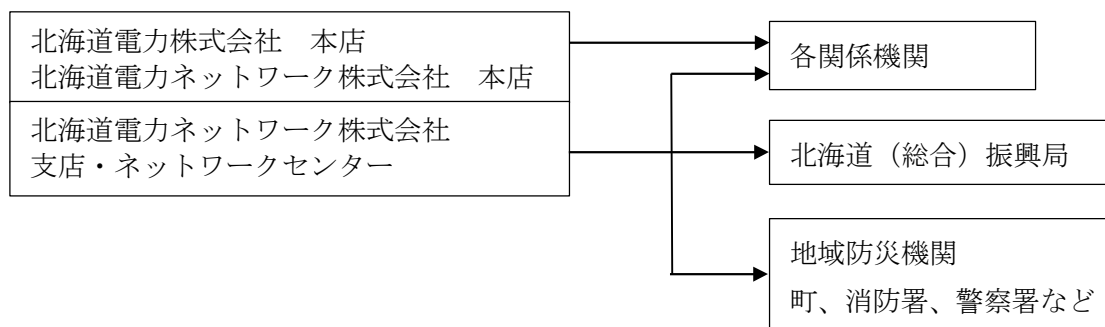 北海道電力株式会社　本店
北海道電力ネットワーク株式会社　本店
北海道電力ネットワーク株式会社
支店・ネットワークセンター
各関係機関
北海道（総合）振興局
地域防災機関
町、消防署、警察署など